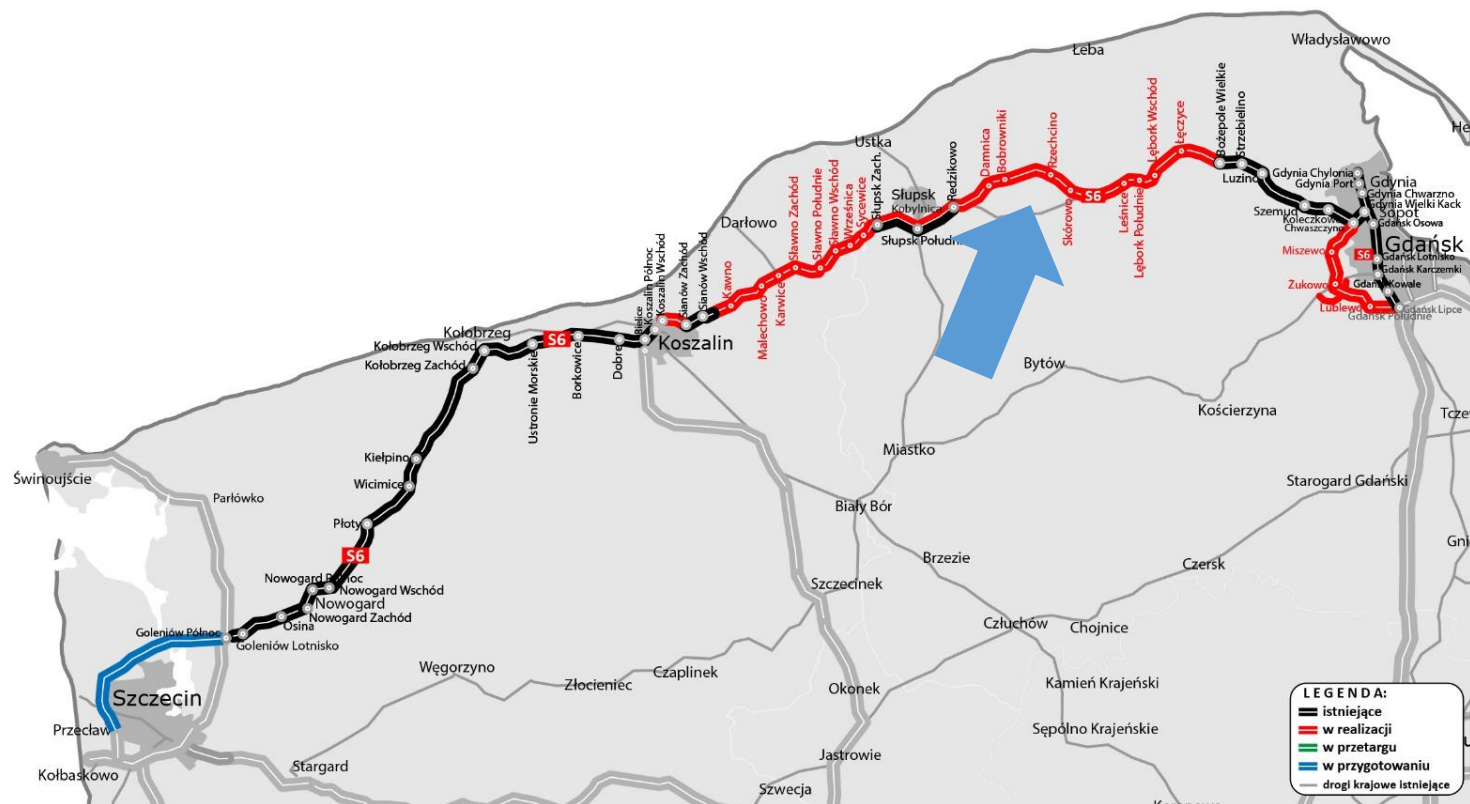 Władysławowo
Łeba
He
Bożepole Wielkie
Strzebielino
Łęczyce
Lębork Wschód
Ustka
Damnica
Bobrowniki
Rzechcino
Luzino
Gdynia Chylonia
Gdynia Port
Gdynia
Gdynia Chwarzno
Gdynia Wielki Kack
Sopot
Słupsk
Kobylnica
Redzikowo
Słupsk Zach.
Słupsk Południe
Skórowo
S6
Leśnice
Lębork Południe
Szemud
Koleczkowo
Chwaszczyno
Gdańsk Osowa
Gdańsk
Miszewo
S6
Gdańsk Lotnisko
Gdańsk Karczemki
Żukowo
Gdańsk Kowale
Lublewo
Gdańsk Lipce
Gdańsk Południe
Darłowo
Sławno Zachód
Sławno Południe
Sławno Wschód
Wrześnica
Sycewice
Kawno
Malechowo
Karwice
Koszalin Północ
Koszalin Wschód
Sianów Zachód
Sianów Wschód
Bielice
Koszalin
Kołobrzeg
Kołobrzeg Wschód
Kołobrzeg Zachód
S6
Ustronie Morskie
Borkowice
Dobre
Bytów
Kościerzyna
Tczew
Miastko
Kiełpino
Wicimice
Świnoujście
Parłówko
Starogard Gdański
Biały Bór
Płoty
S6
Gni
Brzezie
Czersk
Szczecinek
Nowogard Północ
Nowogard Wschód
Nowogard
Nowogard Zachód
Osina
Goleniów Północ
Goleniów Lotnisko
Człuchów
Chojnice
Węgorzyno
Złocieniec
Czaplinek
Okonek
Kamień Krajeński
Szczecin
Przecław
Sępólno Krajeńskie
Kołbaskowo
Stargard
Jastrowie
Szwecja
LEGENDA:
istniejące
w realizacji
w przetargu
w przygotowaniu
drogi krajowe istniejące